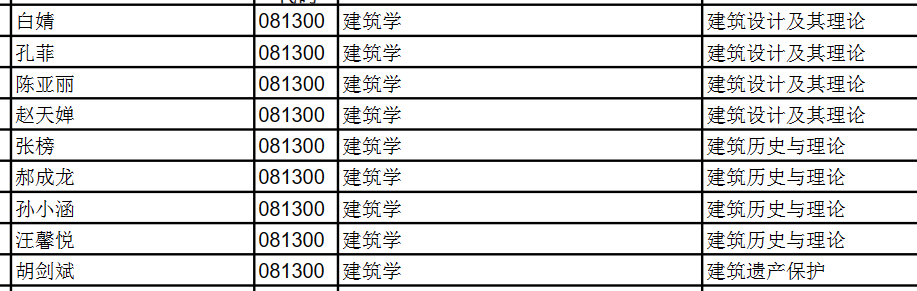 白婧 081300 建筑学 建筑设计及其理论
孔菲 081300 建筑学 建筑设计及其理论
陈亚丽 081300 建筑学 建筑设计及其理论
赵天婵 081300 建筑学 建筑设计及其理论
张榜 081300 建筑学 建筑历史与理论
郝成龙 081300 建筑学 建筑历史与理论
孙小涵 081300 建筑学 建筑历史与理论
汪馨悦 081300 建筑学 建筑历史与理论
胡剑斌 081300 建筑学 建筑遗产保护